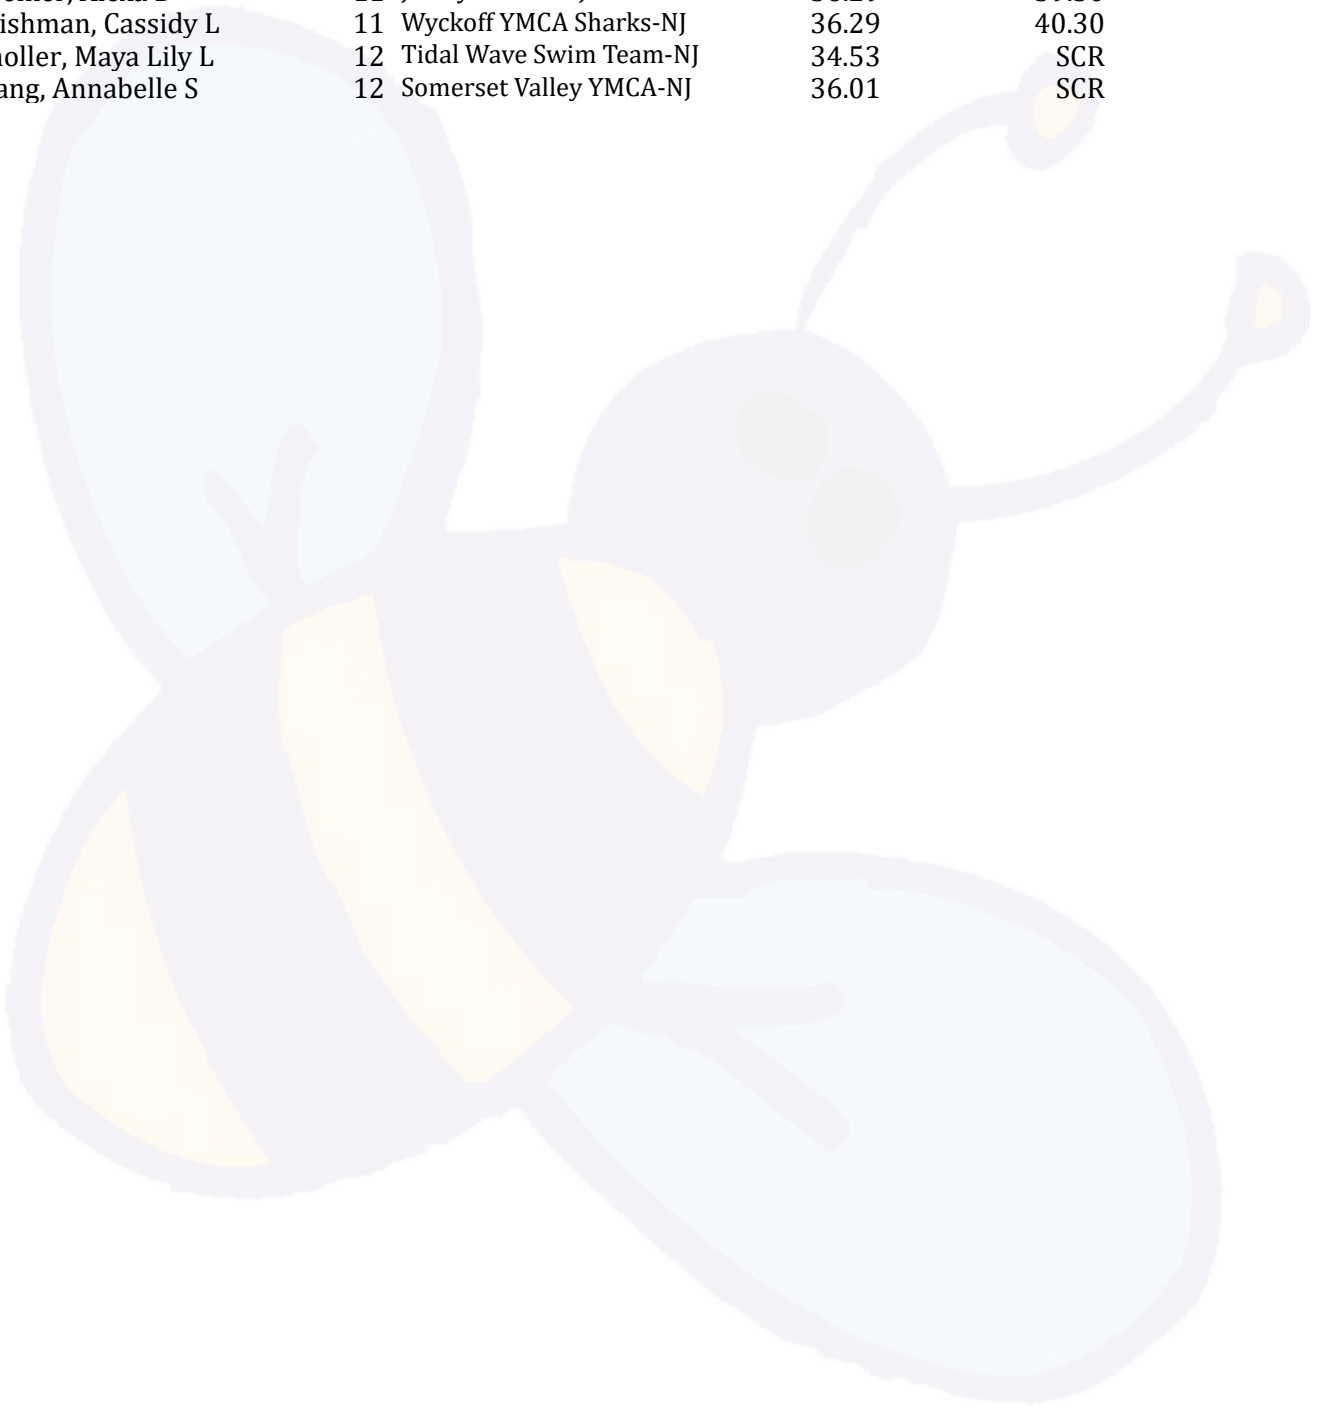 ishman, Cassidy L 11 Wyckoff YMCA Sharks-NJ 36.29 40.30
oller, Maya Lily L 12 Tidal Wave Swim Team-NJ 34.53 SCR
ang, Annabelle S 12 Somerset Valley YMCA-NJ 36.01 SCR